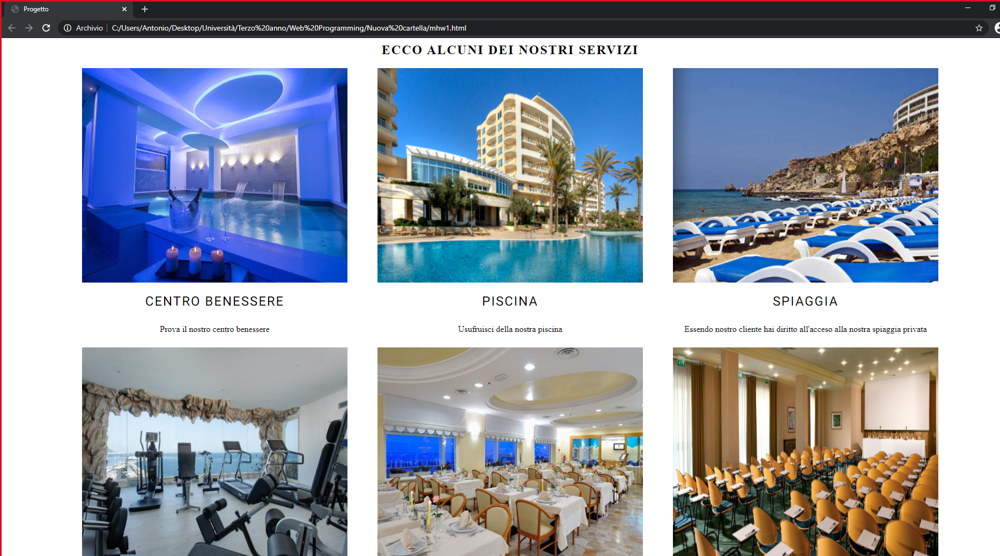 Progetto
Archivio C:/Users/Antonio/Desktop/Università/Terzo%20anno/Web%20Programming/Nuova%20cartella/mhw1.html
ECCO ALCUNI DEI NOSTRI SERVIZI
CENTRO BENESSERE
PISCINA
SPIAGGIA
Prova il nostro centro benessere
Usufruisci della nostra piscina
Essendo nostro cliente hai diritto all'acceso alla nostra spiaggia privata